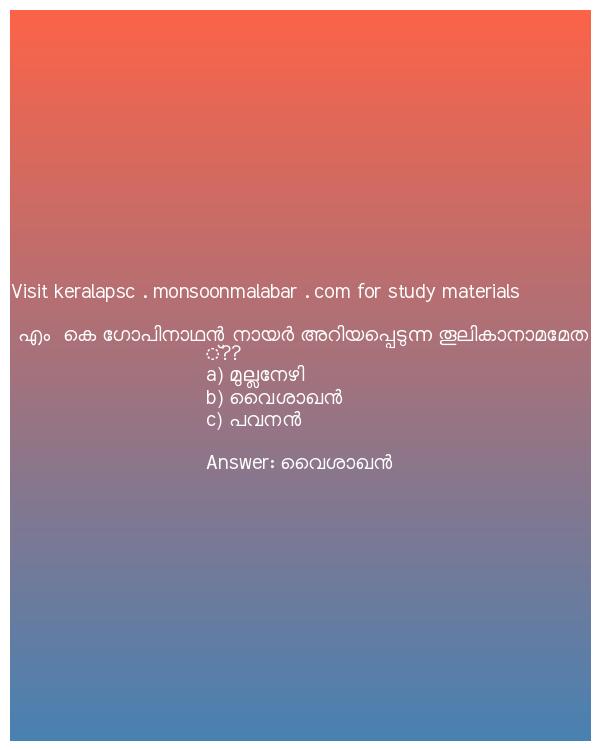 Visit keralapsc . monsoonmalabar . com for study materials
എം  കെ ഗോപിനാഥൻ നായർ അറിയപ്പെടുന്ന തൂലികാനാമമേത
്??
a) മുല്ലനേഴി
b) വൈശാഖൻ
c) പവനൻ
Answer: വൈശാഖൻ